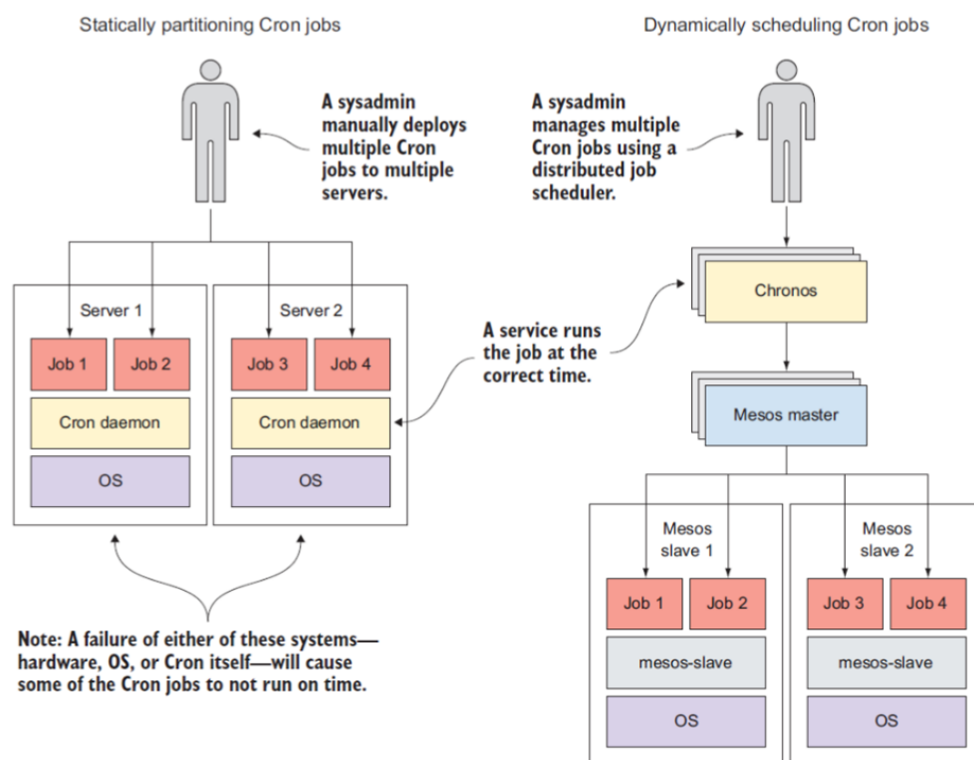 Statically partitioning Cron jobs
Dynamically scheduling Cron jobs
A sysadmin
manually deploys
multiple Cron
jobs to multiple
servers.
A sysadmin
manages multiple
Cron jobs using a
distributed job
scheduler.
Server 1
Job 1
Job 2
Cron daemon
OS
Server 2
Job 3
Job 4
Cron daemon
OS
A service runs
the job at the
correct time.
Chronos
Mesos master
Mesos
slave 1
Job 1
Job 2
mesos-slave
OS
Mesos
slave 2
Job 3
Job 4
mesos-slave
OS
Note: A failure of either of these systems—
hardware, OS, or Cron itself—will cause
some of the Cron jobs to not run on time.